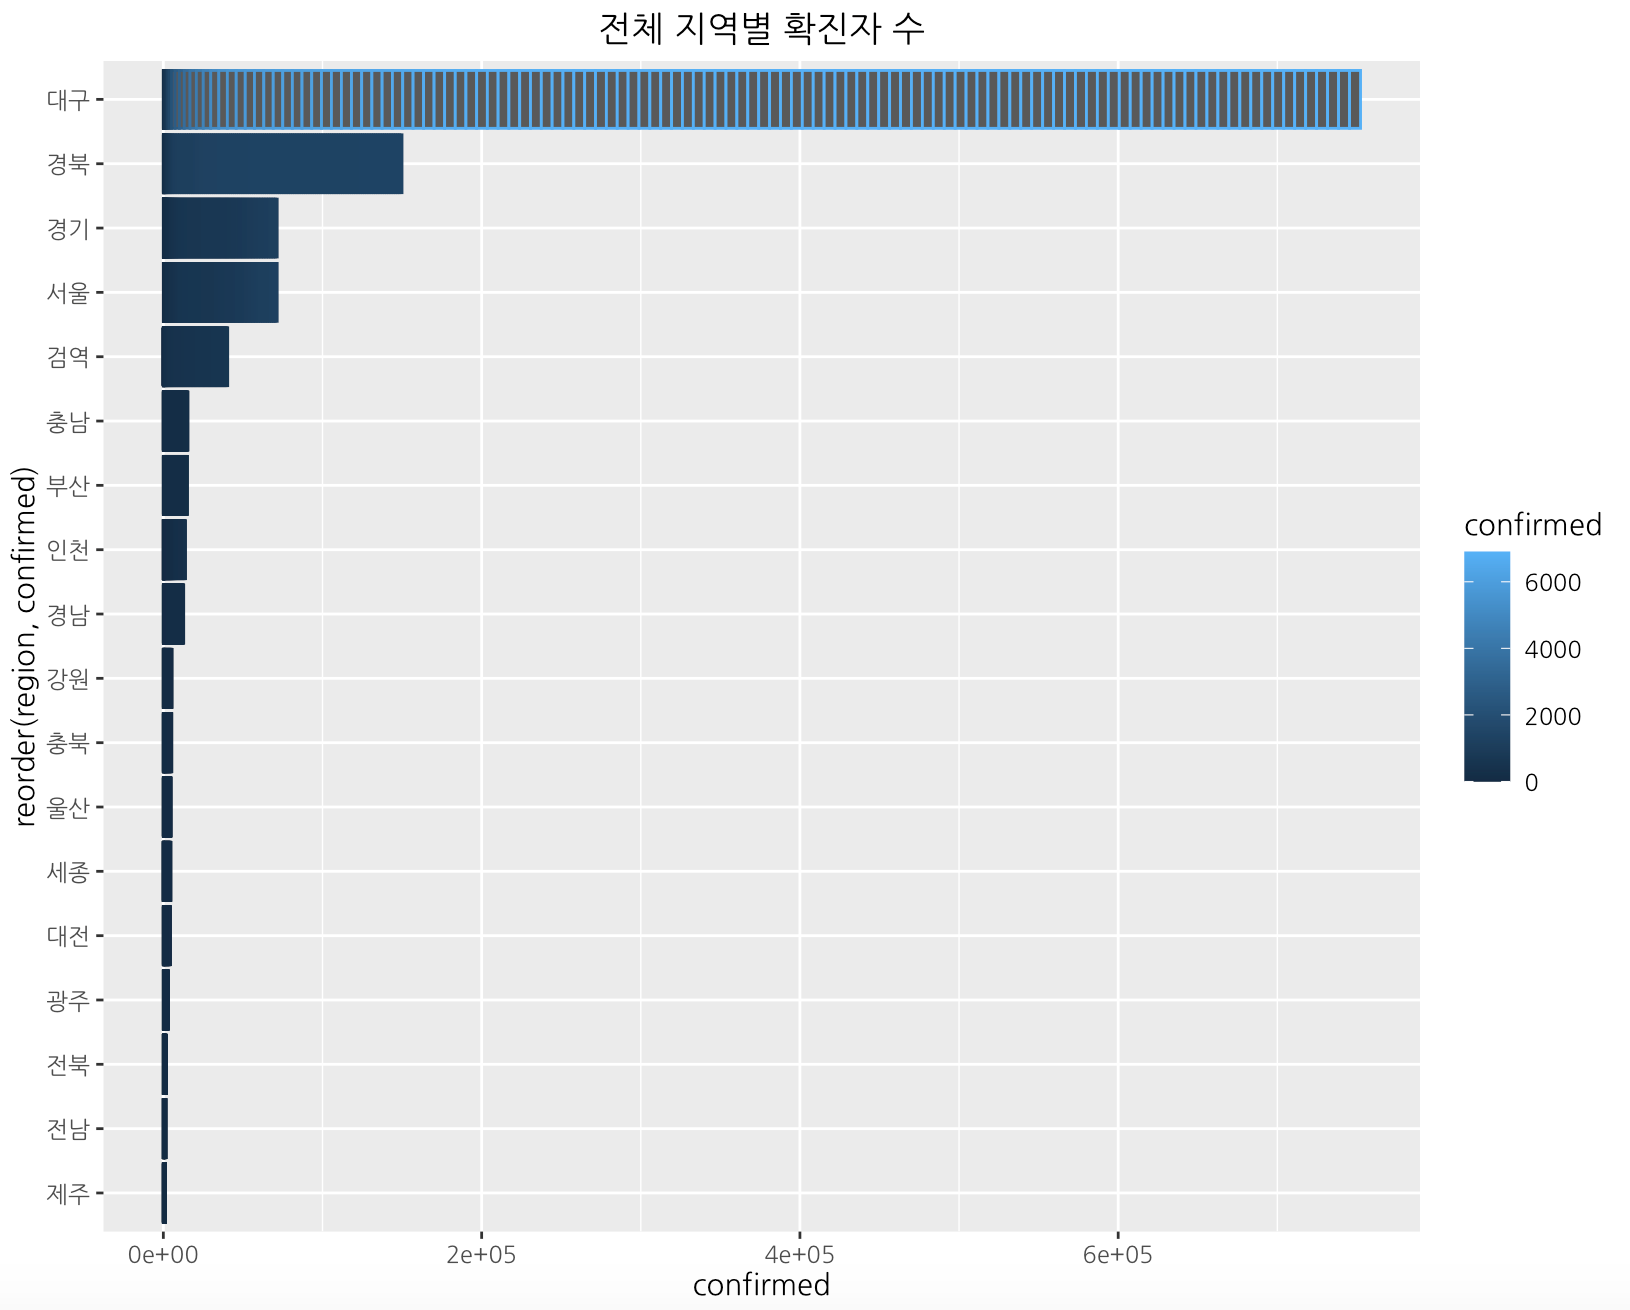 전체 지역별 확진자 수
reorder(region, confirmed)
대구
경북
경기
서울
검역
충남
부산
인천
경남
강원
충북
울산
세종
대전
광주
전북
전남
제주
0e+00 2e+05 4e+05 6e+05
confirmed
confirmed
6000
4000
2000
0